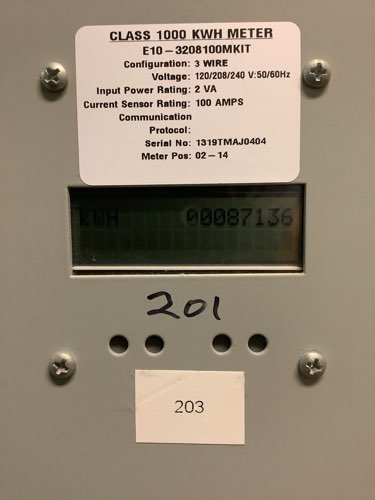 CLASS 1000 KWH METER
E10-3208100MKIT
Configuration: 3 WIRE
Voltage: 120/208/240 V:50/60Hz
Input Power Rating: 2 VA
Current Sensor Rating: 100 AMPS
Communication
Protocol:
Serial No: 1319TMAJ0404
Meter Pos: 02-14
kWH 00087136
201
203